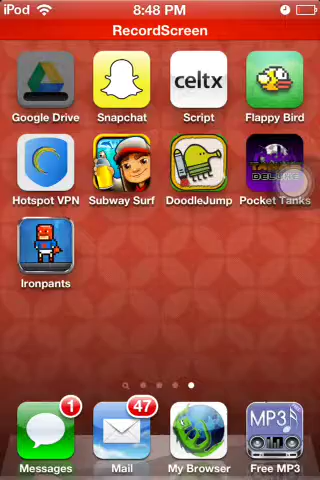 iPod 8:48 PM
RecordScreen
celtx
Google Drive Snapchat Script Flappy Bird
Hotspot VPN Subway Surf DoodleJump Pocket Tanks
Ironpants
1 47
MP3
Messages Mail My Browser Free MP3